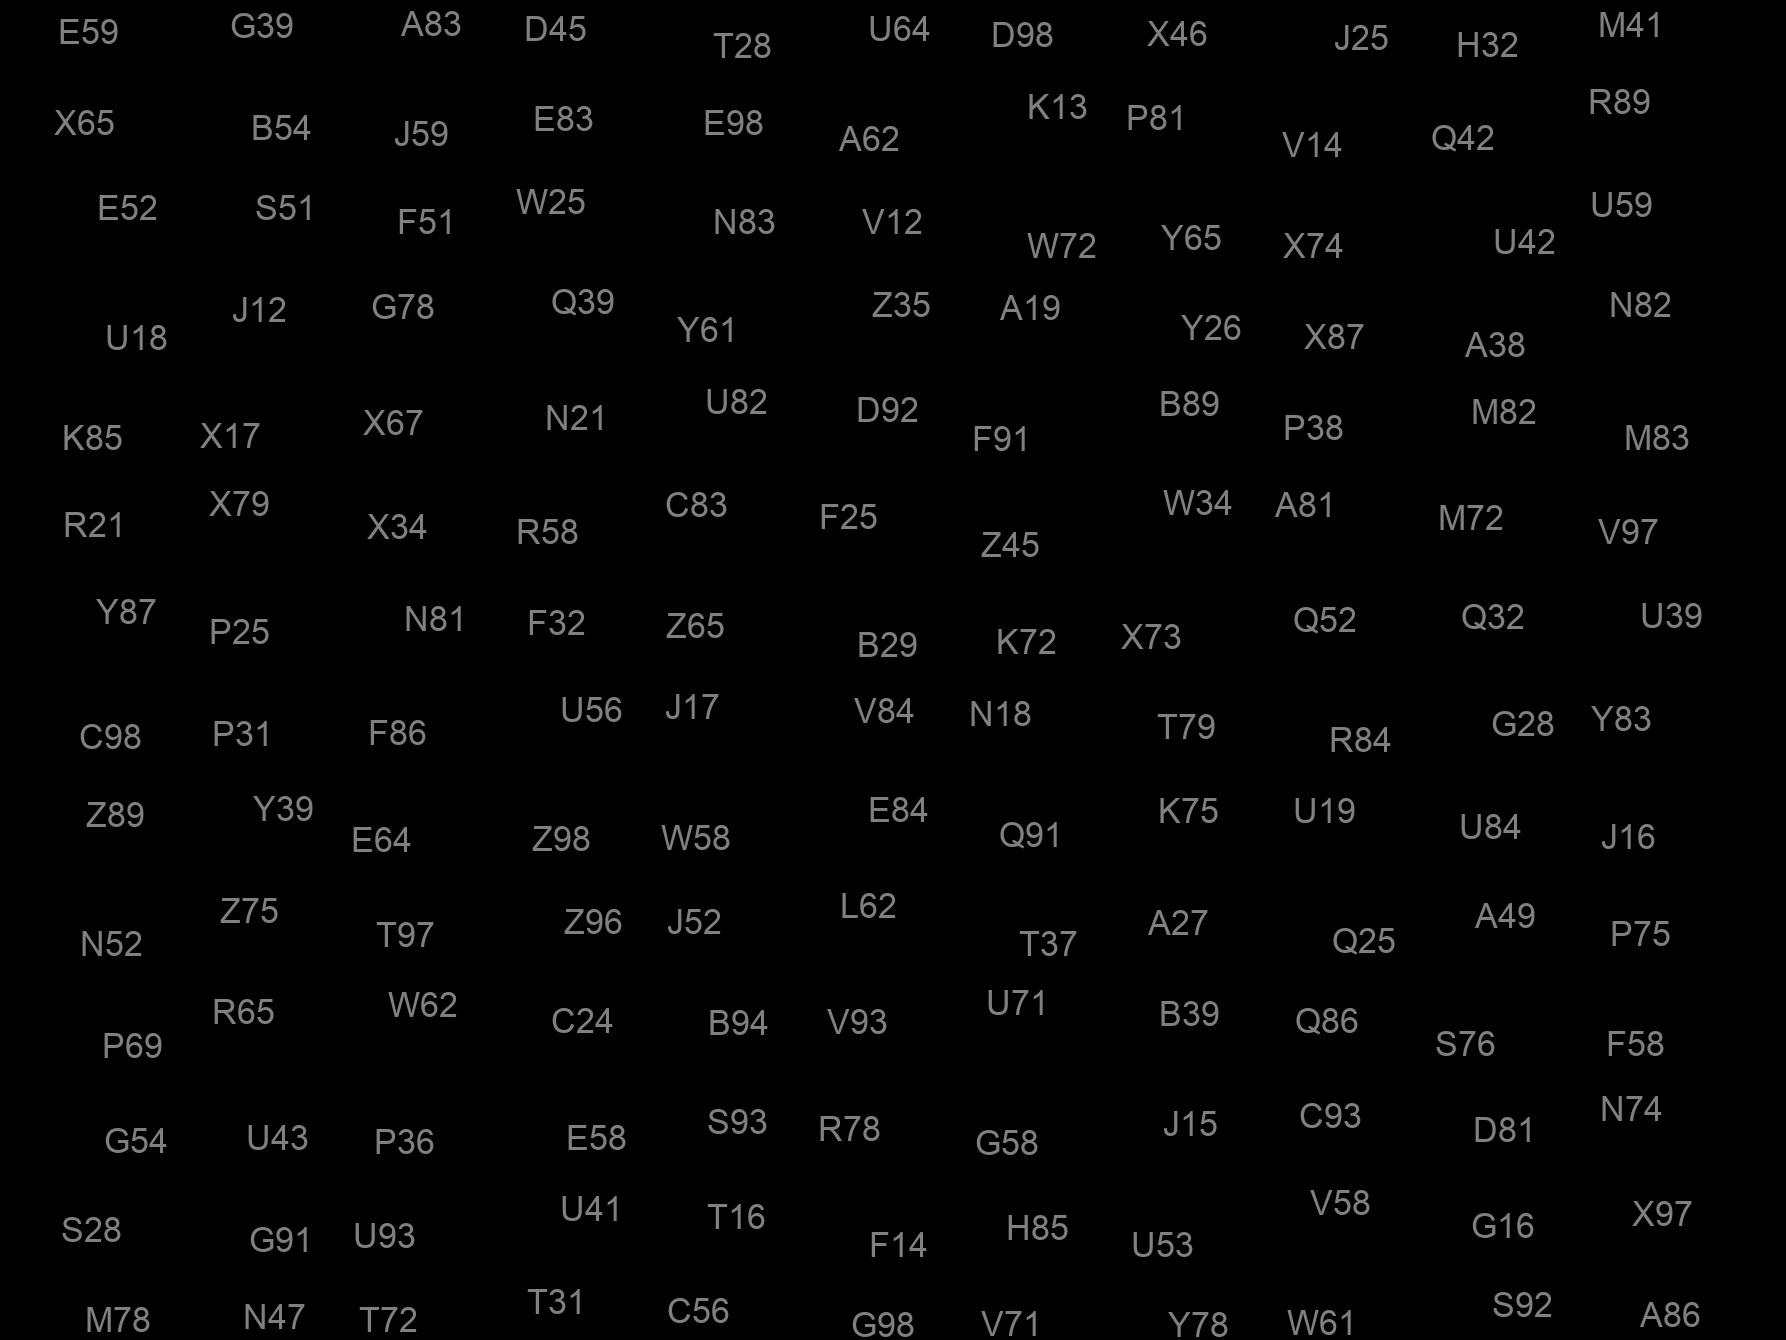 E59 G39 A83 D45 T28 U64 D98 X46 J25 H32 M41
X65 B54 J59 E83 E98 A62 K13 P81 V14 Q42 R89
E52 S51 F51 W25 N83 V12 W72 Y65 X74 U42 U59
U18 J12 G78 Q39 Y61 Z35 A19 Y26 X87 A38 N82
K85 X17 X67 N21 U82 D92 F91 B89 P38 M82 M83
R21 X79 X34 R58 C83 F25 Z45 W34 A81 M72 V97
Y87 P25 N81 F32 Z65 B29 K72 X73 Q52 Q32 U39
C98 P31 F86 U56 J17 V84 N18 T79 R84 G28 Y83
Z89 Y39 E64 Z98 W58 E84 Q91 K75 U19 U84 J16
N52 Z75 T97 Z96 J52 L62 T37 A27 Q25 A49 P75
P69 R65 W62 C24 B94 V93 U71 B39 Q86 S76 F58
G54 U43 P36 E58 S93 R78 G58 J15 C93 D81 N74
S28 G91 U93 U41 T16 F14 H85 U53 V58 G16 X97
M78 N47 T72 T31 C56 G98 V71 Y78 W61 S92 A86